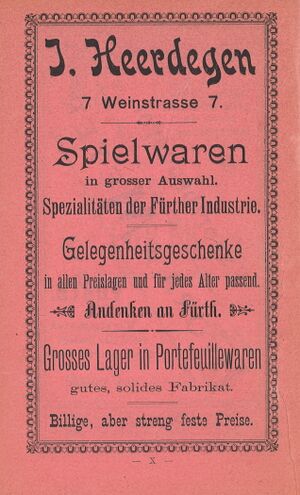 J. Heerdegen
7 Weinstrasse 7.
Spielwaren
in grosser Auswahl.
Spezialitäten der Fürther Industrie.
Gelegenheitsgeschenke
in allen Preislagen und für jedes Alter passend.
Andenken an Fürth.
Grosses Lager in Portefeuillewaren
gutes, solides Fabrikat.
Billige, aber streng feste Preise.
— X —